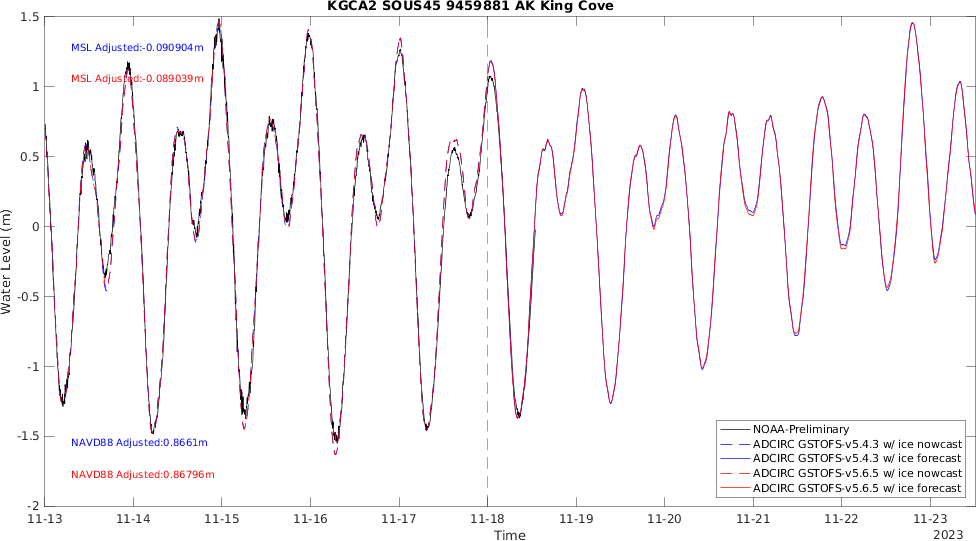 KGCA2 SOUS45 9459881 AK King Cove
1.5
1
0.5
0
-0.5
-1
-1.5
-2
Water Level (m)
MSL Adjusted:-0.090904m
MSL Adjusted:-0.089039m
NAVD88 Adjusted:0.8661m
NAVD88 Adjusted:0.86796m
NOAA-Preliminary
ADCIRC GSTOFS-v5.4.3 w/ ice nowcast
ADCIRC GSTOFS-v5.4.3 w/ ice forecast
ADCIRC GSTOFS-v5.6.5 w/ ice nowcast
ADCIRC GSTOFS-v5.6.5 w/ ice forecast
11-13 11-14 11-15 11-16 11-17 11-18 11-19 11-20 11-21 11-22 11-23
Time
2023